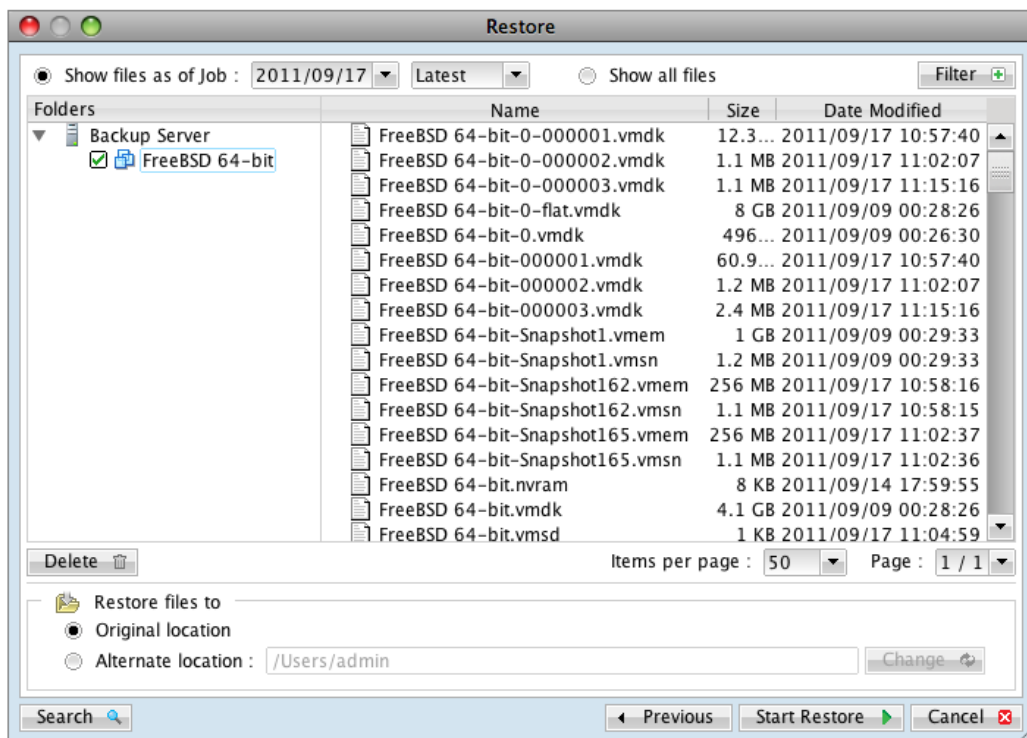 Restore
Show files as of Job : 2011/09/17 Latest Show all files Filter
Folders Name Size Date Modified
Backup Server FreeBSD 64-bit-0-000001.vmdk 12.3... 2011/09/17 10:57:40
FreeBSD 64-bit FreeBSD 64-bit-0-000002.vmdk 1.1 MB 2011/09/17 11:02:07
FreeBSD 64-bit-0-000003.vmdk 1.1 MB 2011/09/17 11:15:16
FreeBSD 64-bit-0-flat.vmdk 8 GB 2011/09/09 00:28:26
FreeBSD 64-bit-0.vmdk 496... 2011/09/09 00:26:30
FreeBSD 64-bit-000001.vmdk 60.9... 2011/09/17 10:57:40
FreeBSD 64-bit-000002.vmdk 1.2 MB 2011/09/17 11:02:07
FreeBSD 64-bit-000003.vmdk 2.4 MB 2011/09/17 11:15:16
FreeBSD 64-bit-Snapshot1.vmem 1 GB 2011/09/09 00:29:33
FreeBSD 64-bit-Snapshot1.vmsn 1.2 MB 2011/09/09 00:29:33
FreeBSD 64-bit-Snapshot162.vmem 256 MB 2011/09/17 10:58:16
FreeBSD 64-bit-Snapshot162.vmsn 1.1 MB 2011/09/17 10:58:15
FreeBSD 64-bit-Snapshot165.vmem 256 MB 2011/09/17 11:02:37
FreeBSD 64-bit-Snapshot165.vmsn 1.1 MB 2011/09/17 11:02:36
FreeBSD 64-bit.nvram 8 KB 2011/09/14 17:59:55
FreeBSD 64-bit.vmdk 4.1 GB 2011/09/09 00:28:26
FreeBSD 64-bit.vmsd 1 KB 2011/09/17 11:04:59
Delete Items per page : 50 Page : 1 / 1
Restore files to
Original location
Alternate location : /Users/admin Change
Search Previous Start Restore Cancel